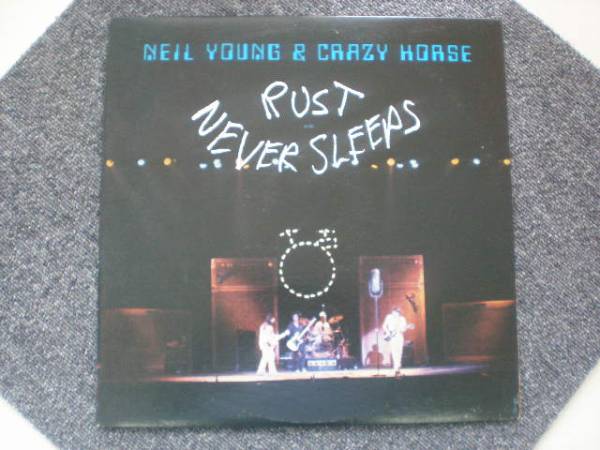 NEIL YOUNG & CRAZY HORSE
RUST
NEVER SLEEPS